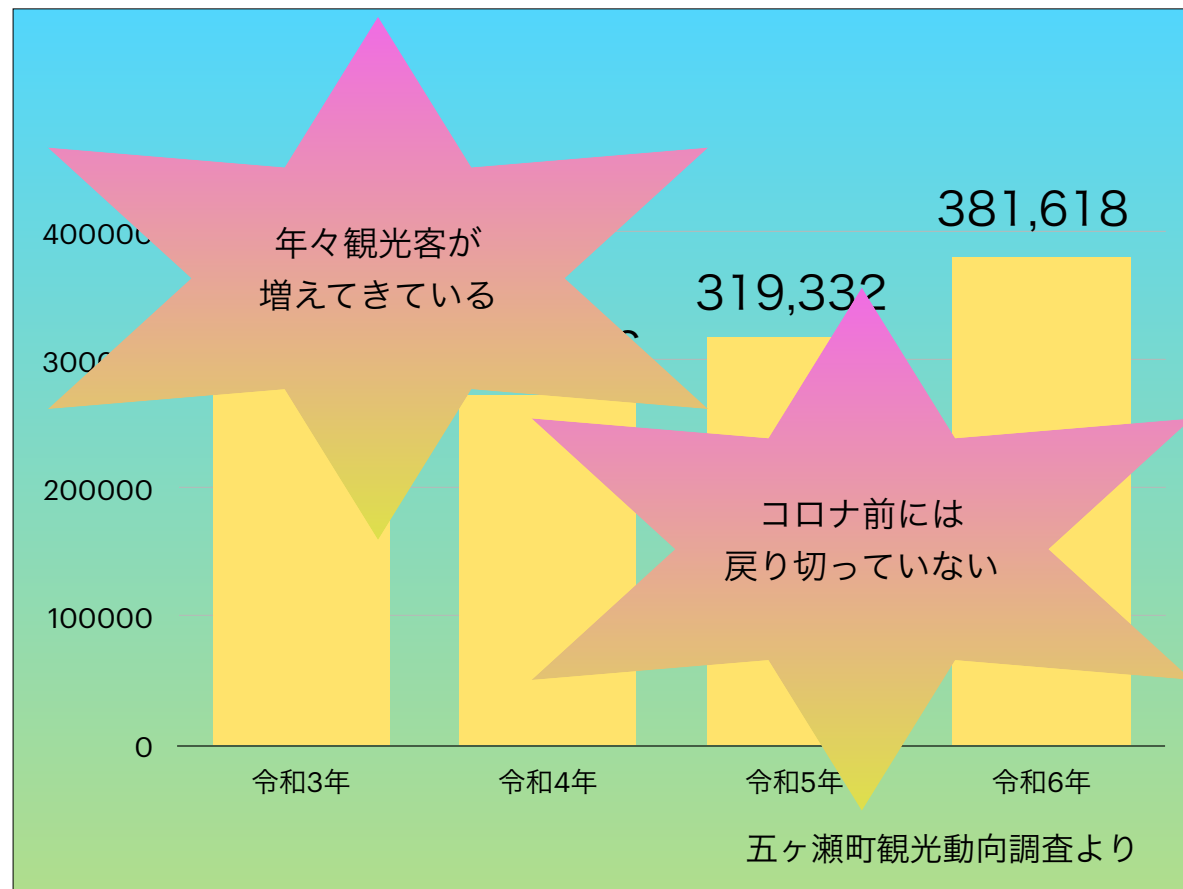 年々観光客が
増えてきている
381,618
319,332
コロナ前には
戻り切っていない
200000
100000
0
令和3年
令和4年
令和5年
令和6年
五ヶ瀬町観光動向調査より